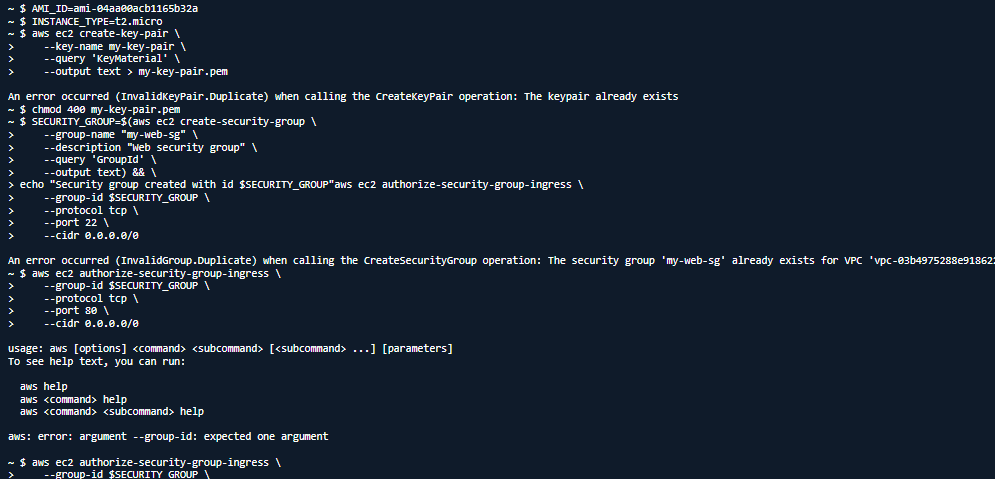 ~ $ AMI_ID=ami-04aa00acb1165b32a
~ $ INSTANCE_TYPE=t2.micro
~ $ aws ec2 create-key-pair \
>     --key-name my-key-pair \
>     --query 'KeyMaterial' \
>     --output text > my-key-pair.pem
An error occurred (InvalidKeyPair.Duplicate) when calling the CreateKeyPair operation: The keypair already exists
~ $ chmod 400 my-key-pair.pem
~ $ SECURITY_GROUP=$(aws ec2 create-security-group \
>     --group-name "my-web-sg" \
>     --description "Web security group" \
>     --query 'GroupId' \
>     --output text) && \
> echo "Security group created with id $SECURITY_GROUP"aws ec2 authorize-security-group-ingress \
>     --group-id $SECURITY_GROUP \
>     --protocol tcp \
>     --port 22 \
>     --cidr 0.0.0.0/0
An error occurred (InvalidGroup.Duplicate) when calling the CreateSecurityGroup operation: The security group 'my-web-sg' already exists for VPC 'vpc-03b4975288e91862
~ $ aws ec2 authorize-security-group-ingress \
>     --group-id $SECURITY_GROUP \
>     --protocol tcp \
>     --port 80 \
>     --cidr 0.0.0.0/0
usage: aws [options] <command> <subcommand> [<subcommand> ...] [parameters]
To see help text, you can run:
  aws help
  aws <command> help
  aws <command> <subcommand> help
aws: error: argument --group-id: expected one argument
~ $ aws ec2 authorize-security-group-ingress \
>     --group-id $SECURITY_GROUP \